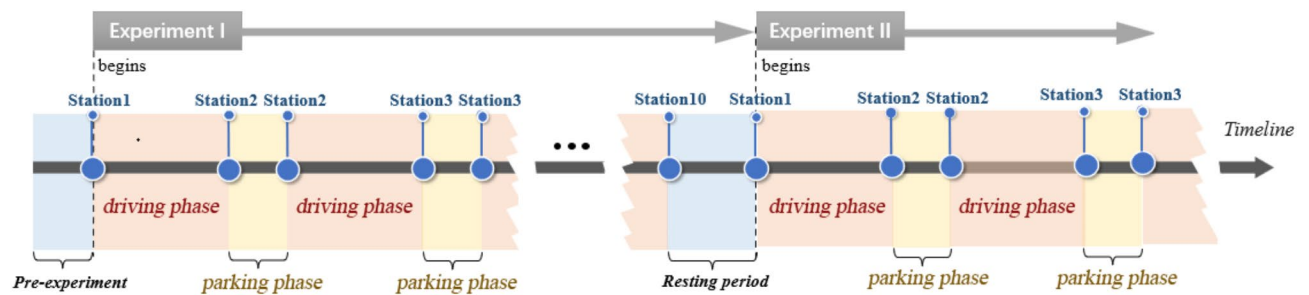 Experiment I
Experiment II
begins
begins
Station1
Station2
Station2
Station3
Station3
Station10
Station1
Station2
Station2
Station3
Station3
Timeline
...
driving phase
driving phase
driving phase
driving phase
Pre-experiment
parking phase
parking phase
Resting period
parking phase
parking phase